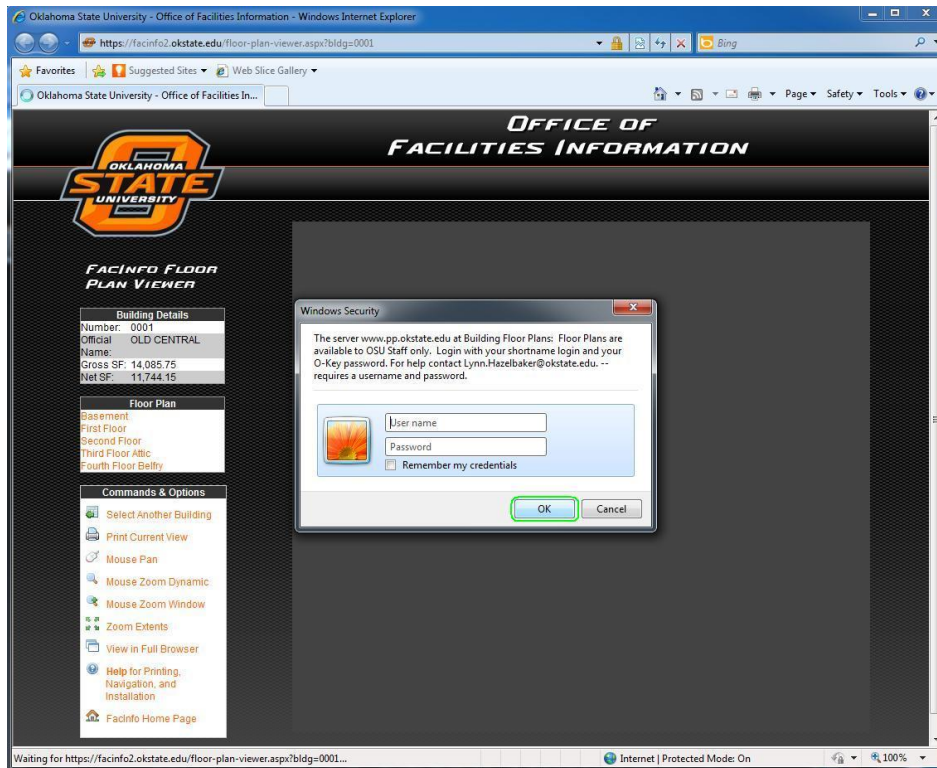 Oklahoma State University - Office of Facilities Information - Windows Internet Explorer
https://facinfo2.okstate.edu/floor-plan-viewer.aspx?bldg=0001
Bing
Favorites
Suggested Sites
Web Slice Gallery
Oklahoma State University - Office of Facilities In...
Page
Safety
Tools
OFFICE OF
FACILITIES INFORMATION
OKLAHOMA
STATE
UNIVERSITY
FACINFO FLOOR
PLAN VIEWER
Building Details
Number: 0001
Official Name: OLD CENTRAL
Gross SF: 14,085.75
Net SF: 11,744.15
Floor Plan
Basement
First Floor
Second Floor
Third Floor Attic
Fourth Floor Belfry
Commands & Options
Select Another Building
Print Current View
Mouse Pan
Mouse Zoom Dynamic
Mouse Zoom Window
Zoom Extents
View in Full Browser
Help for Printing,
Navigation, and
Installation
FacInfo Home Page
Windows Security
The server www.pp.okstate.edu at Building Floor Plans: Floor Plans are
available to OSU Staff only. Login with your shortname login and your
O-Key password. For help contact Lynn.Hazelbaker@okstate.edu. --
requires a username and password.
User name
Password
Remember my credentials
OK
Cancel
Waiting for https://facinfo2.okstate.edu/floor-plan-viewer.aspx?bldg=0001...
Internet | Protected Mode: On
100%